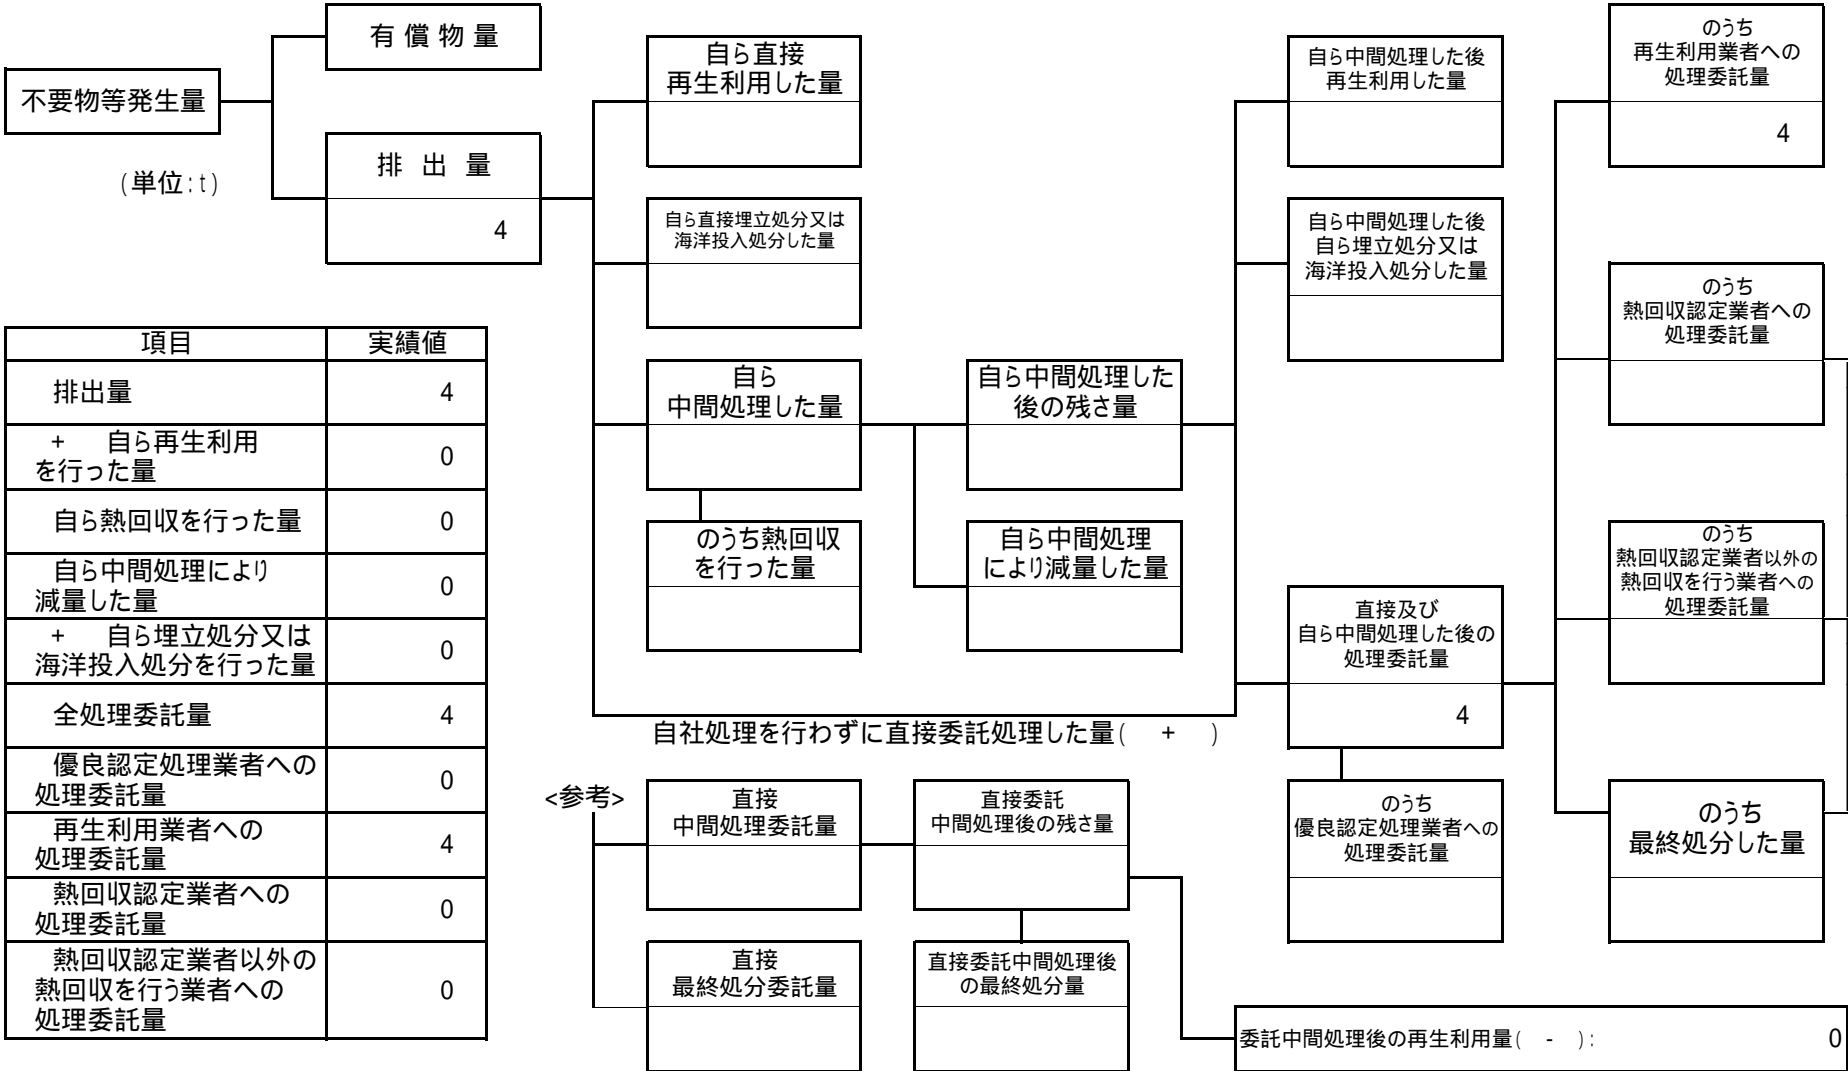 不要物等発生量
(単位:t)
有 償 物 量
排 出 量
4
自ら直接
再生利用した量
自ら直接埋立処分又は
海洋投入処分した量
自ら
中間処理した量
のうち熱回収
を行った量
自ら中間処理した
後の残さ量
自ら中間処理
により減量した量
自ら中間処理した後
再生利用した量
自ら中間処理した後
自ら埋立処分又は
海洋投入処分した量
直接及び
自ら中間処理した後の
処理委託量
4
のうち
優良認定処理業者への
処理委託量
のうち
再生利用業者への
処理委託量
4
のうち
熱回収認定業者への
処理委託量
のうち
熱回収認定業者以外の
熱回収を行う業者への
処理委託量
のうち
最終処分した量
自社処理を行わずに直接委託処理した量( + )
項目 実績値
排出量 4
+ 自ら再生利用
を行った量 0
自ら熱回収を行った量 0
自ら中間処理により
減量した量 0
+ 自ら埋立処分又は
海洋投入処分を行った量 0
全処理委託量 4
優良認定処理業者への
処理委託量 0
再生利用業者への
処理委託量 4
熱回収認定業者への
処理委託量 0
熱回収認定業者以外の
熱回収を行う業者への
処理委託量 0
<参考>
直接
中間処理委託量
直接委託
中間処理後の残さ量
直接
最終処分委託量
直接委託中間処理後
の最終処分量
委託中間処理後の再生利用量( - ): 0